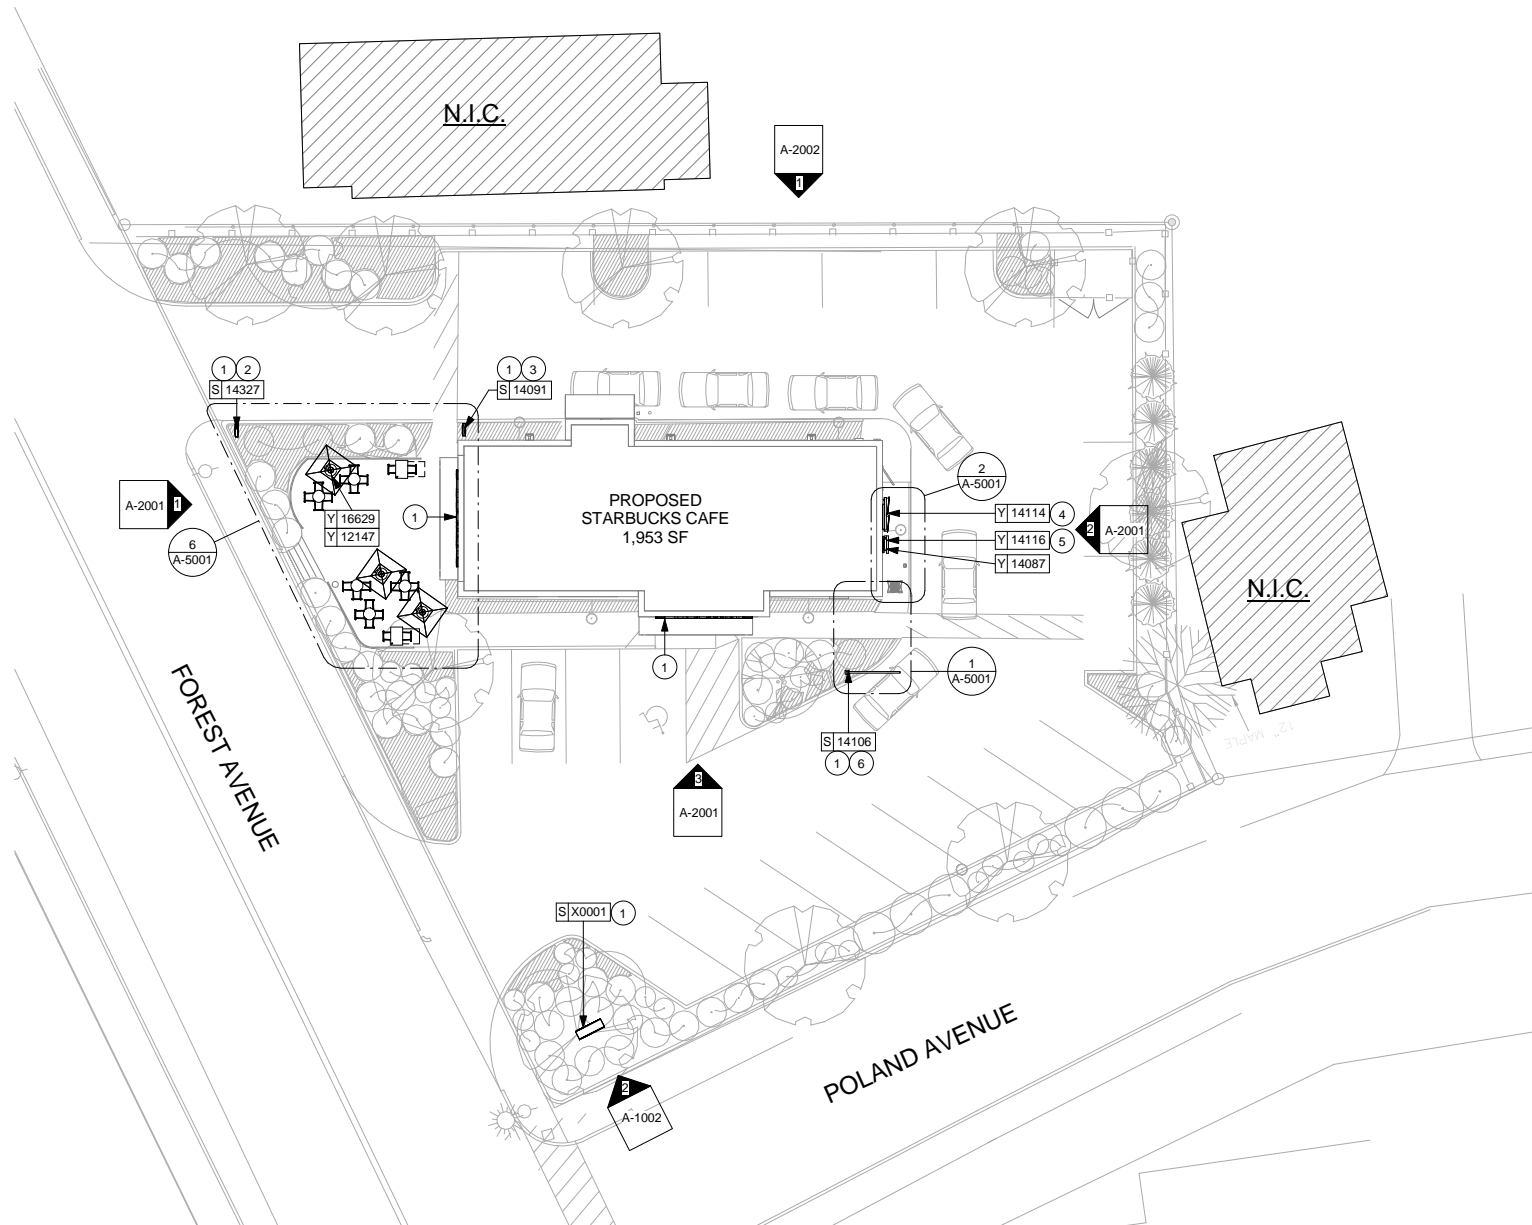 N.I.C.
A-2002
1
1 2
S 14327
1 3
S 14091
2
A-5001
PROPOSED
STARBUCKS CAFE
1,953 SF
A-2001
1
Y 16629
Y 12147
1
Y 14114 4
Y 14116 5
Y 14087
2
A-2001
6
A-5001
N.I.C.
1
1
A-5001
FOREST AVENUE
S 14106
1 6
12" MAPLE
3
A-2001
S X0001 1
POLAND AVENUE
2
A-1002